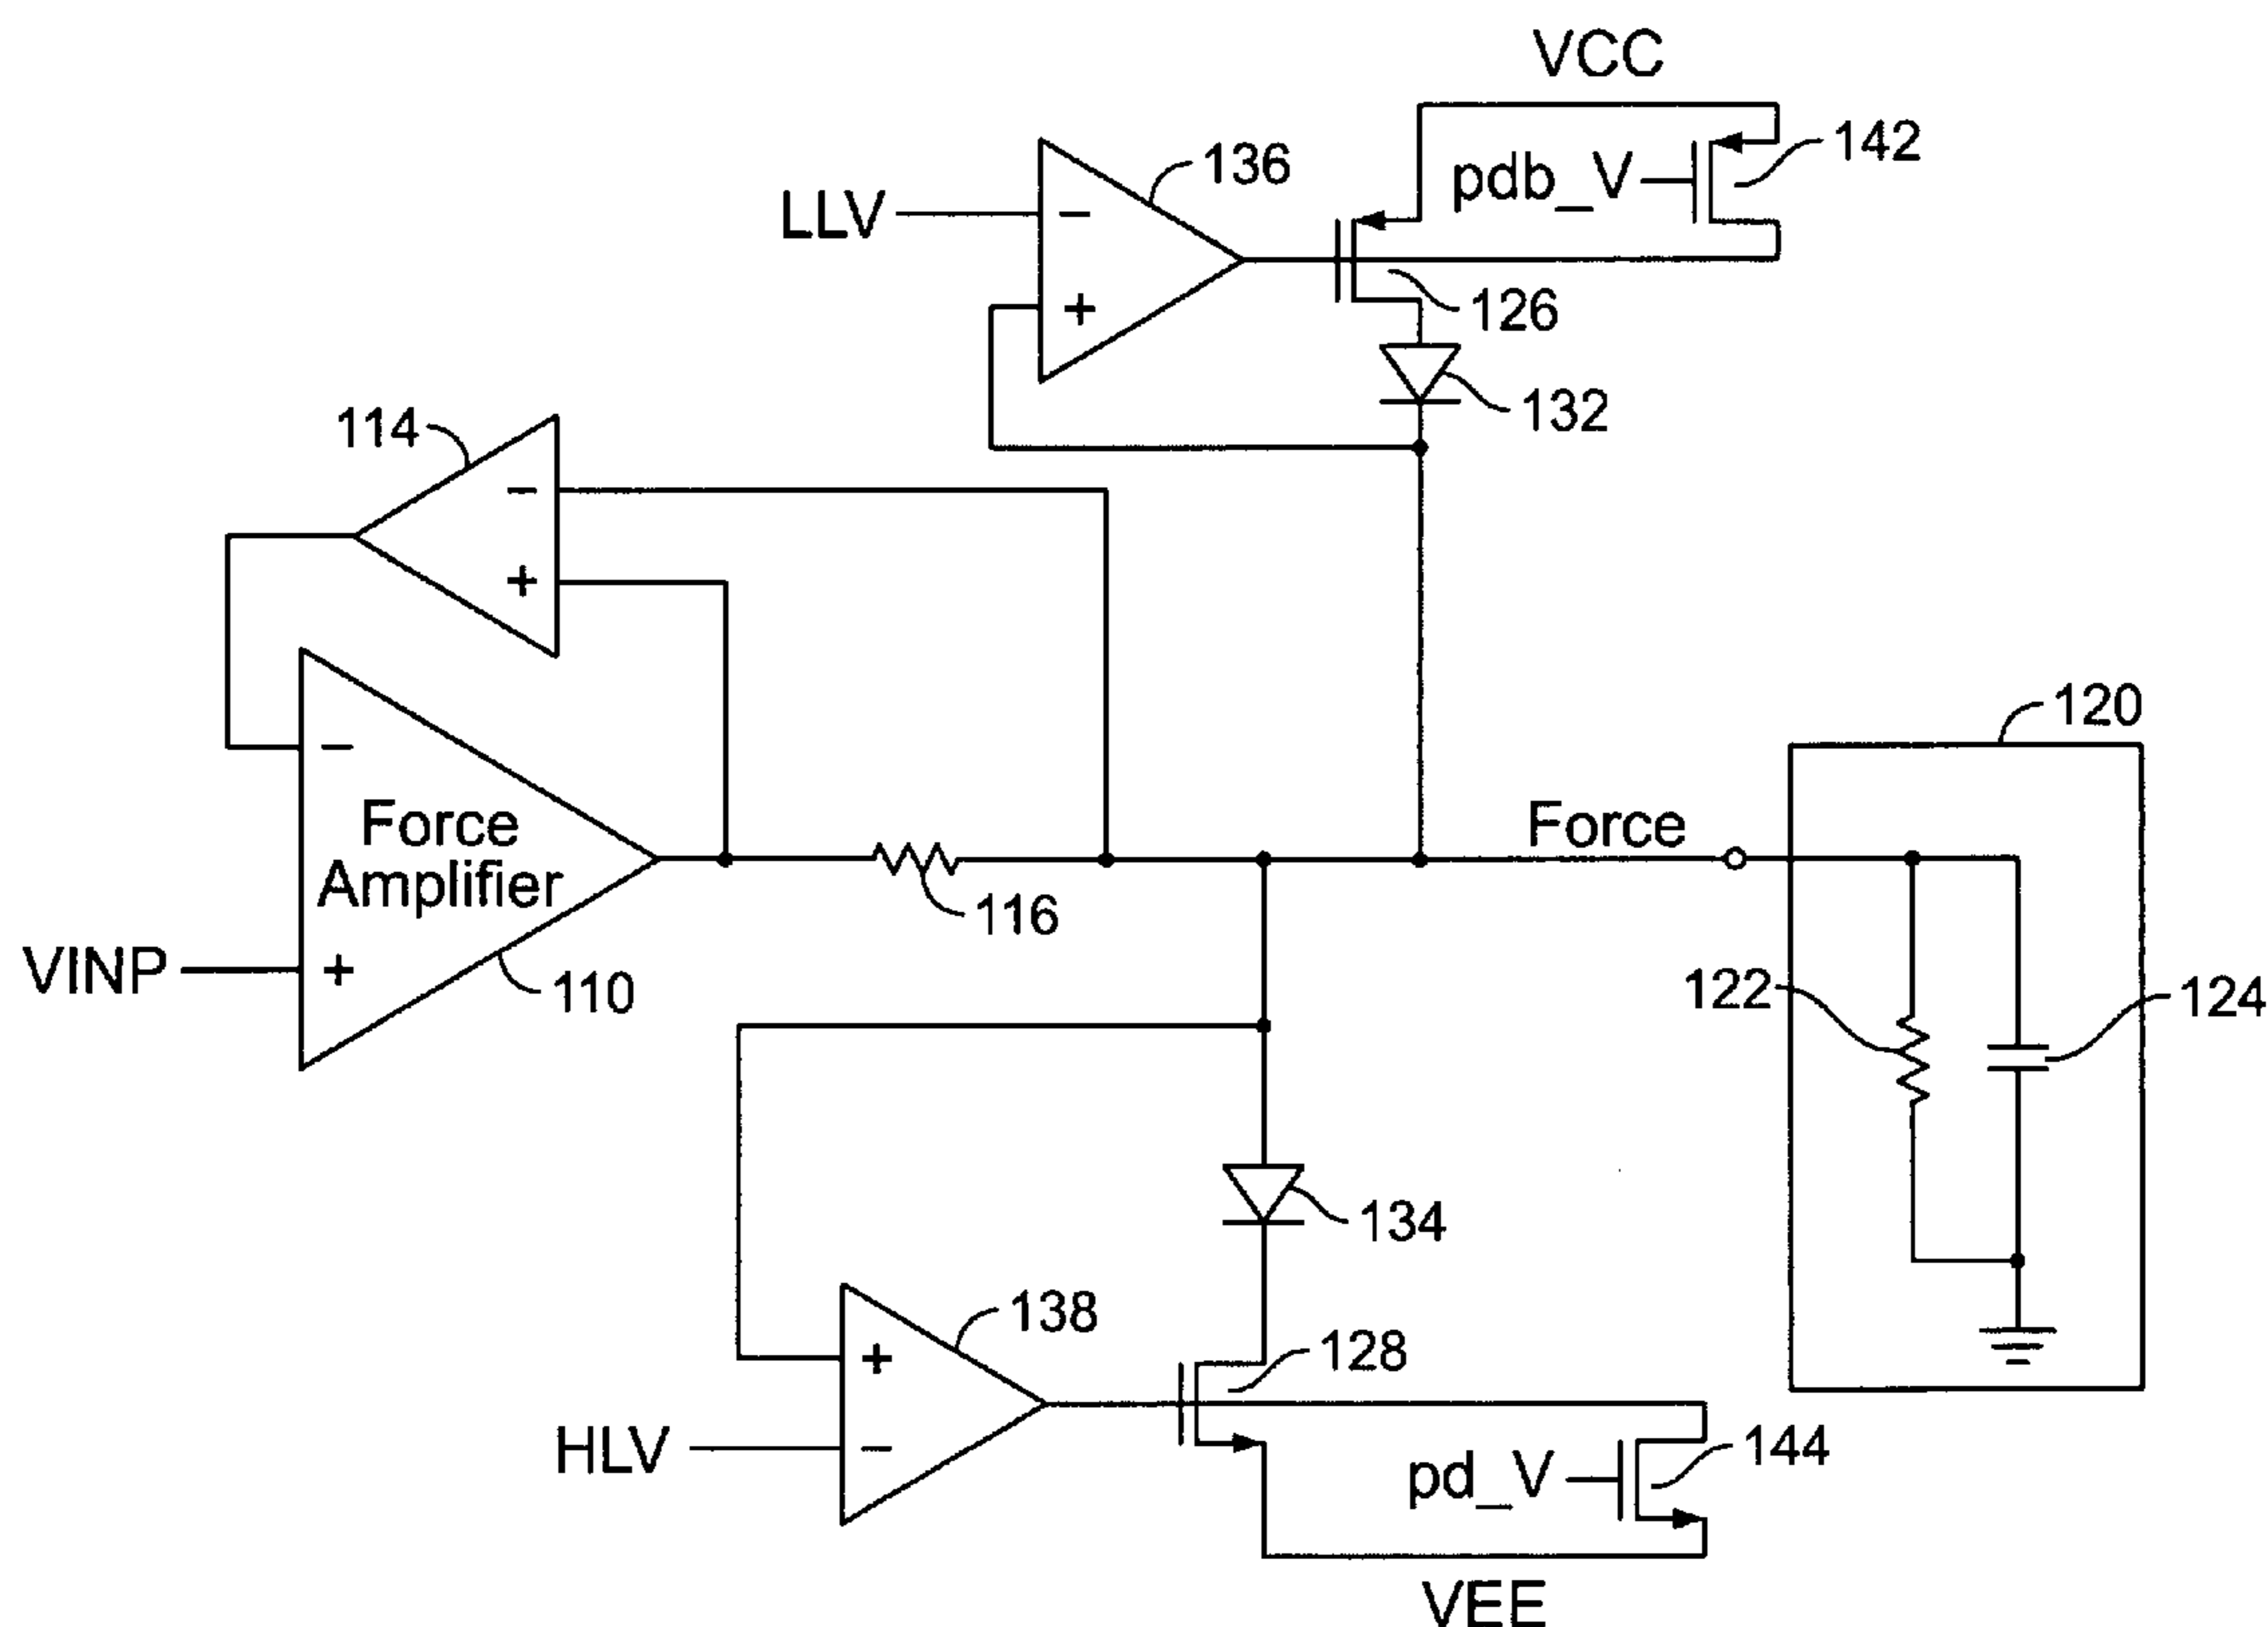 VCC
142
136
pdb_V
LLV
−
126
+
132
114
−
+
120
−
Force
Amplifier
Force
116
VINP
+
110
122
124
134
138
128
+
HLV
−
144
pd_V
VEE